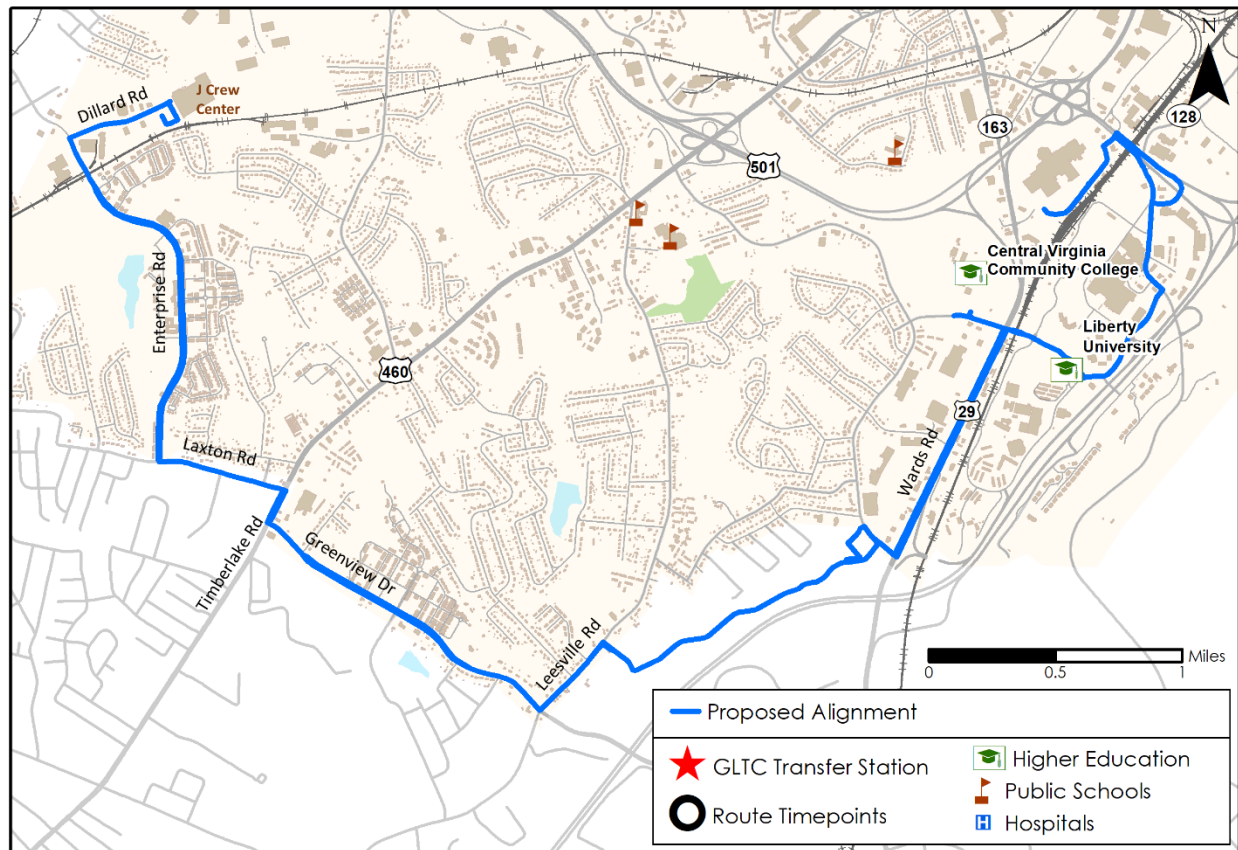 N
J Crew
Center
Dillard Rd
128
163
501
Central Virginia
Community College
Enterprise Rd
Liberty
University
460
29
Wards Rd
Laxton Rd
Timberlake Rd
Greenview Dr
Leesville Rd
Miles
0
0.5
1
Proposed Alignment
GLTC Transfer Station
Route Timepoints
Higher Education
Public Schools
H Hospitals